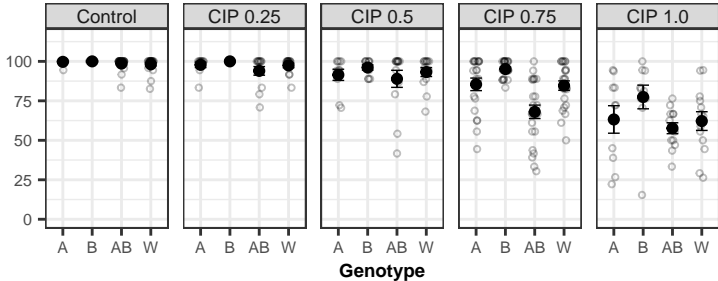 Control CIP 0.25 CIP 0.5 CIP 0.75 CIP 1.0
100
75
50
25
0
A B AB W A B AB W A B AB W A B AB W A B AB W
Genotype